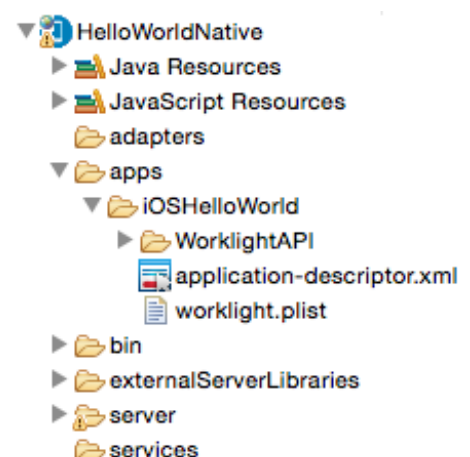 HelloWorldNative
Java Resources
JavaScript Resources
adapters
apps
iOSHelloWorld
WorklightAPI
application-descriptor.xml
worklight.plist
bin
externalServerLibraries
server
services